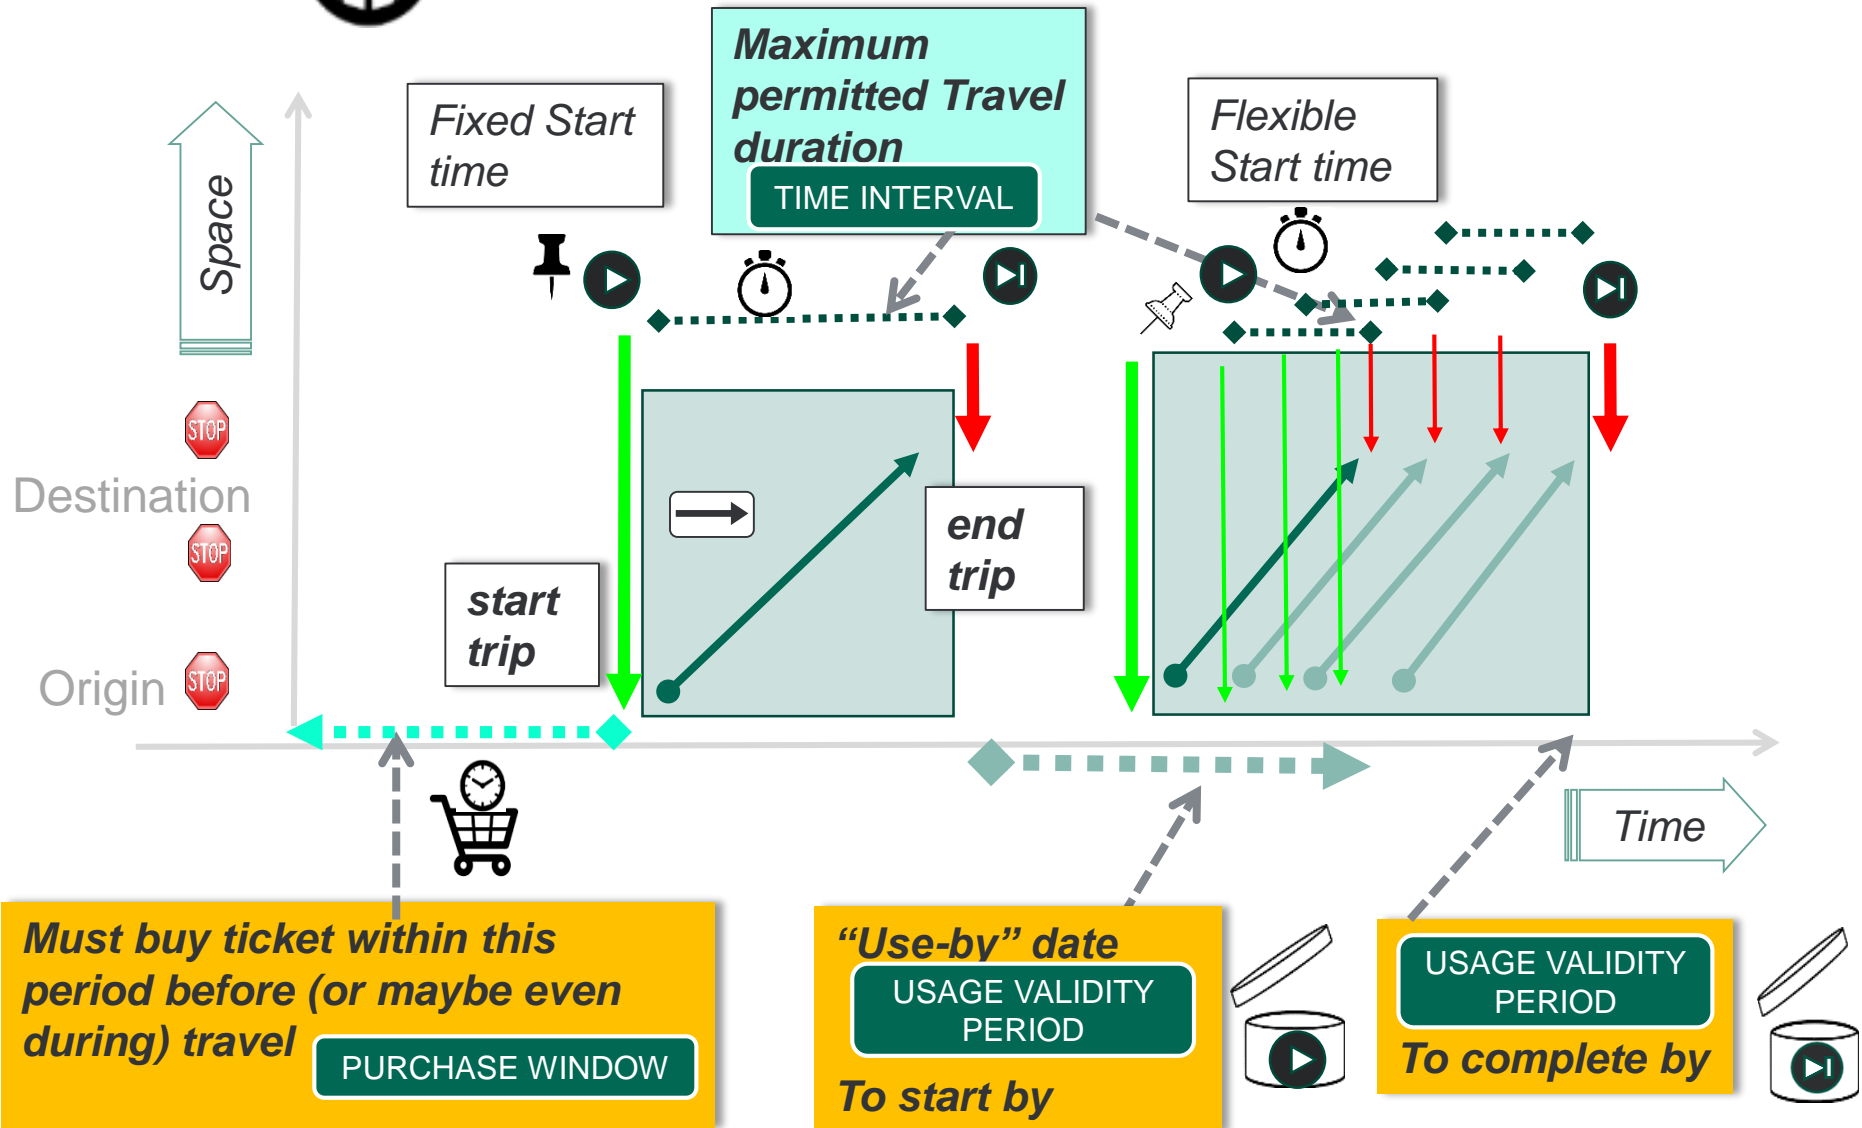 Maximum
permitted Travel
duration
TIME INTERVAL
Fixed Start
time
Flexible
Start time
Space
STOP
Destination
STOP
Origin
STOP
start
trip
end
trip
Time
Must buy ticket within this
period before (or maybe even
during) travel
PURCHASE WINDOW
“Use-by” date
USAGE VALIDITY
PERIOD
To start by
USAGE VALIDITY
PERIOD
To complete by